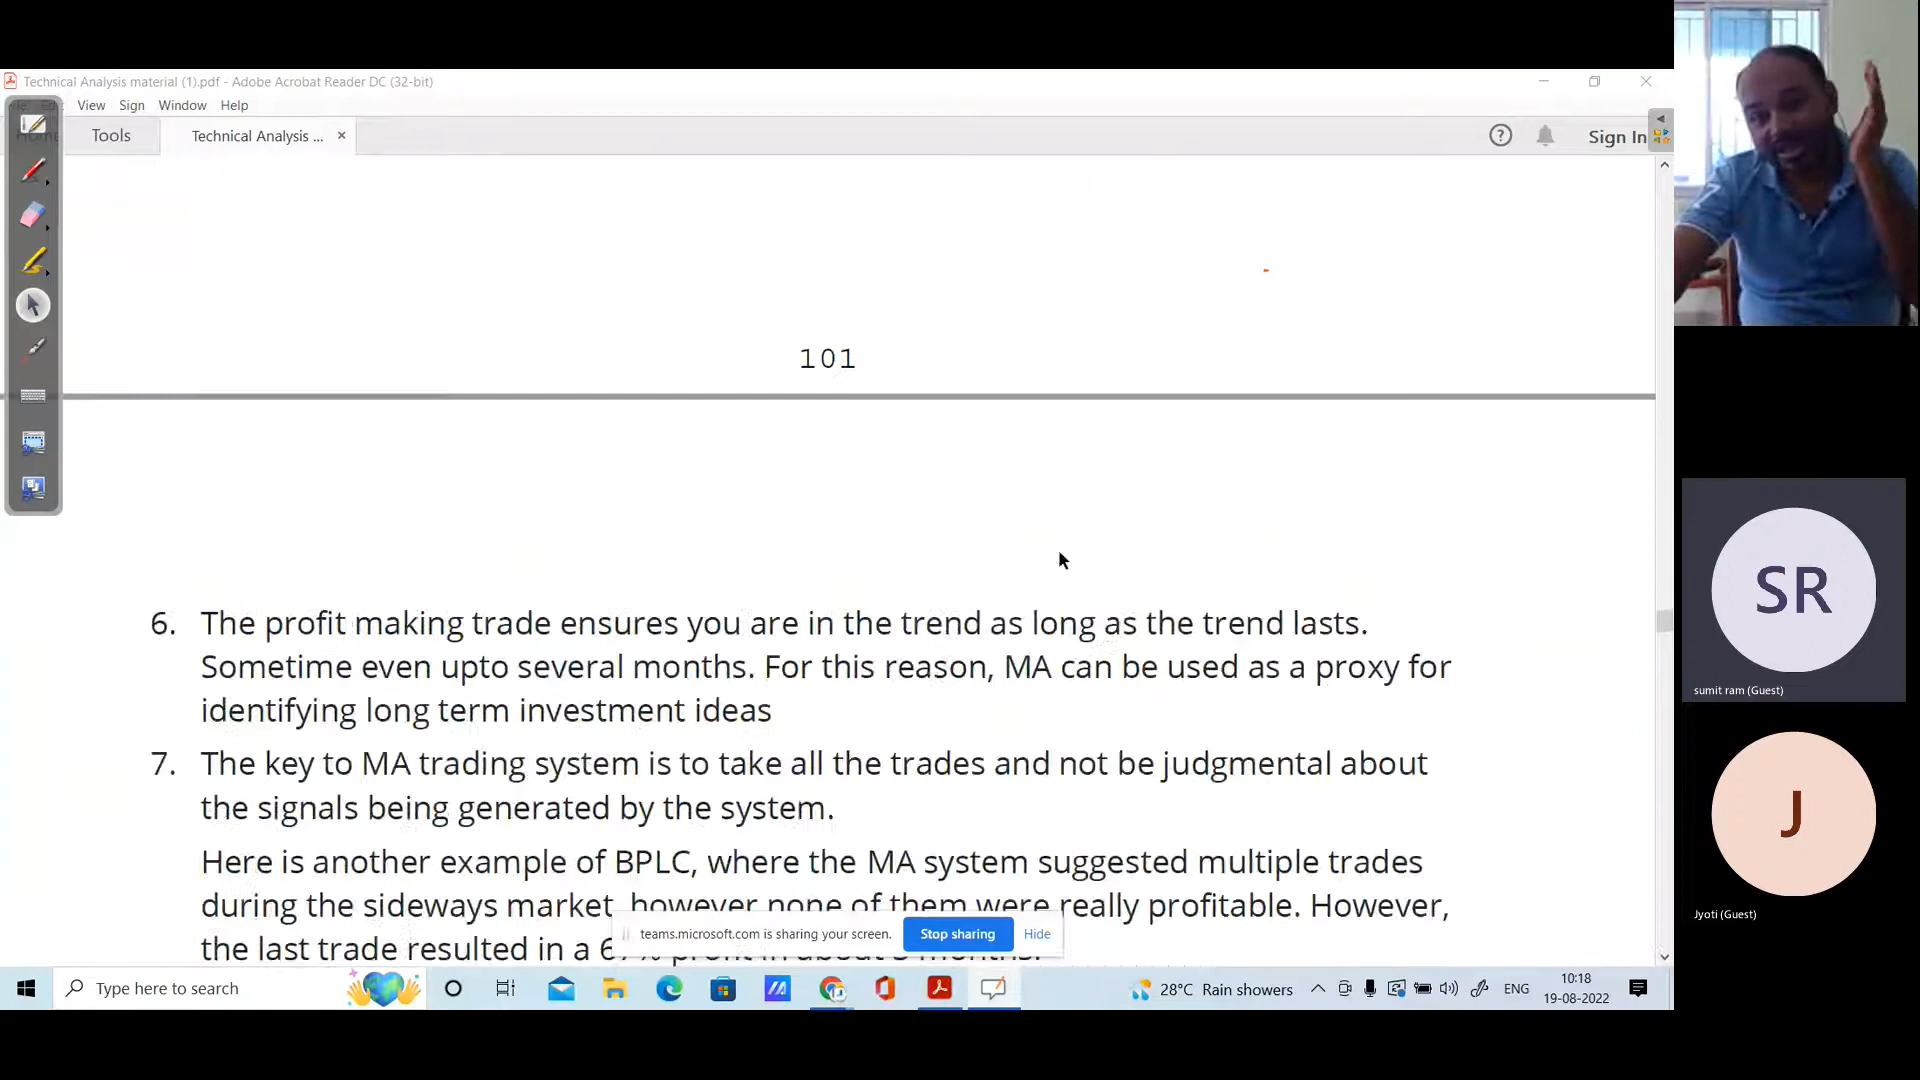 Technical Analysis material (1).pdf - Adobe Acrobat Reader DC (32-bit)
View Sign Window Help
Tools
Technical Analysis ... ×
? Sign In
101
6. The profit making trade ensures you are in the trend as long as the trend lasts.
Sometime even upto several months. For this reason, MA can be used as a proxy for
identifying long term investment ideas
7. The key to MA trading system is to take all the trades and not be judgmental about
the signals being generated by the system.
Here is another example of BPLC, where the MA system suggested multiple trades
during the sideways market, however none of them were really profitable. However,
the last trade resulted in a
teams.microsoft.com is sharing your screen. Stop sharing Hide
Type here to search
28°C Rain showers
ENG
10:18
19-08-2022
SR
sumit ram (Guest)
J
Jyoti (Guest)